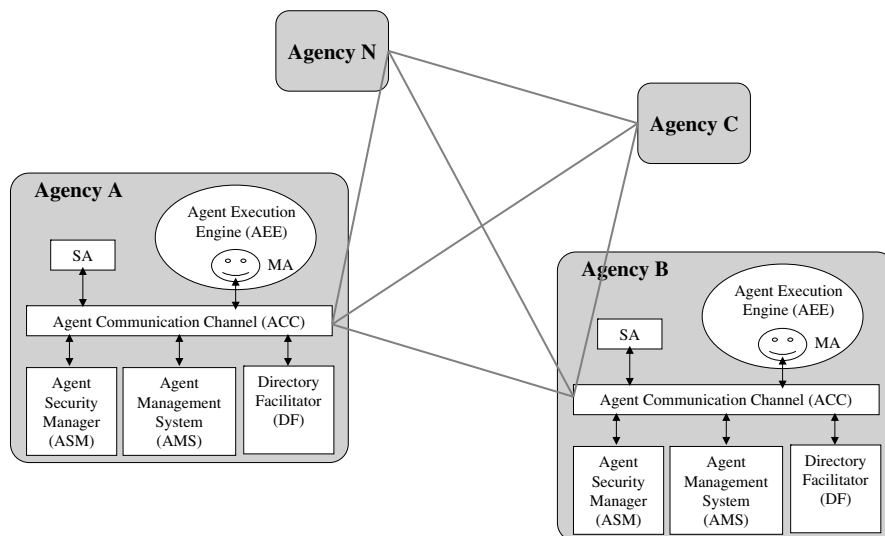 Agency N
Agency C
Agency A
Agent Execution
Engine (AEE)
SA
MA
Agent Communication Channel (ACC)
Agent
Security
Manager
(ASM)
Agent
Management
System
(AMS)
Directory
Facilitator
(DF)
Agency B
Agent Execution
Engine (AEE)
SA
MA
Agent Communication Channel (ACC)
Agent
Security
Manager
(ASM)
Agent
Management
System
(AMS)
Directory
Facilitator
(DF)